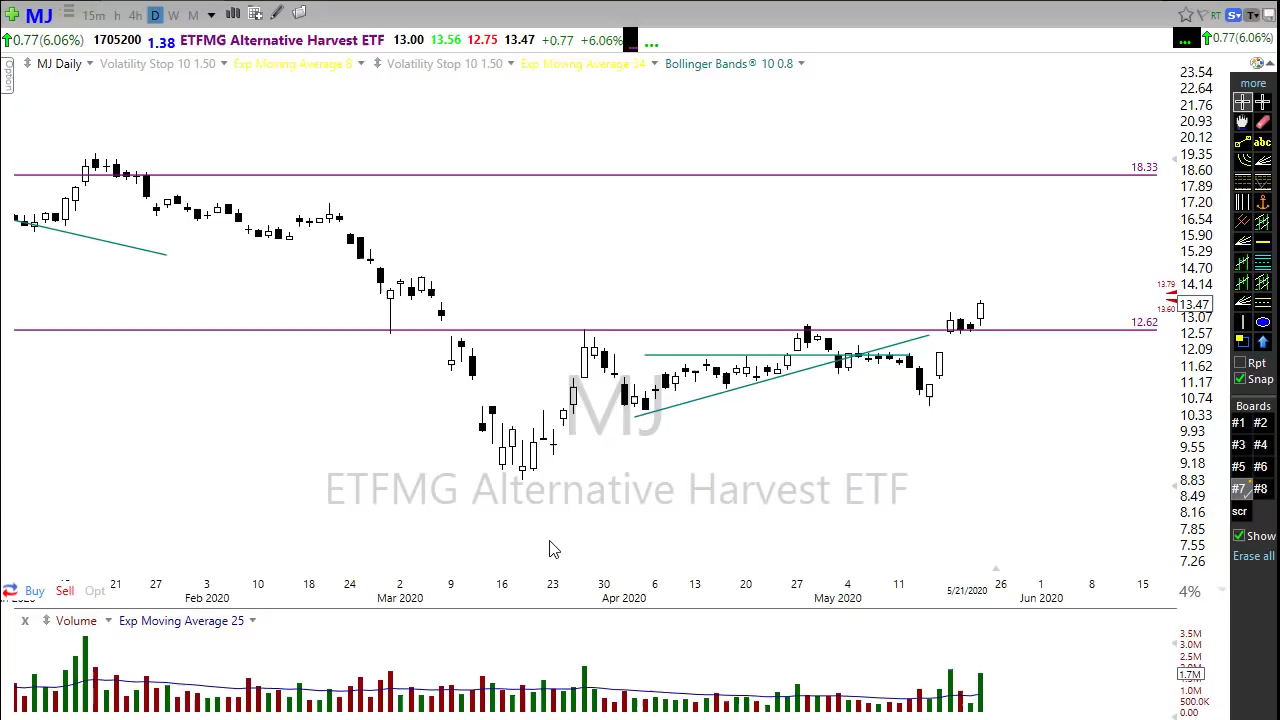 MJ 15m h 4h D W M RT S T
0.77(6.06%) 1705200 1.38 ETFMG Alternative Harvest ETF 13.00 13.56 12.75 13.47 +0.77 +6.06% ... ... 0.77(6.06%)
Option
MJ Daily Volatility Stop 10 1.50 Exp Moving Average 8 Volatility Stop 10 1.50 Exp Moving Average 34 Bollinger Bands® 10 0.8
23.54
22.64
21.76
20.93
20.12
19.35
18.33
18.60
17.89
17.20
16.54
15.90
15.29
14.70
14.14
13.79
13.47
13.60
13.07
12.62
12.57
12.09
11.62
11.17
10.74
10.33
9.93
9.55
9.18
8.83
8.49
8.16
7.85
7.55
7.26
MJ
ETFMG Alternative Harvest ETF
more
abc
Rpt
Snap
Boards
#1 #2
#3 #4
#5 #6
#7 #8
scr
Show
Erase all
21 27 3 10 18 24 2 9 16 23 30 6 13 20 27 4 11 26 1 8 15
Buy Sell Opt
Feb 2020 Mar 2020 Apr 2020 May 2020 5/21/2020 Jun 2020
4%
x Volume Exp Moving Average 25
3.5M
3.0M
2.5M
1.7M
1.0M
500.0K
0.00